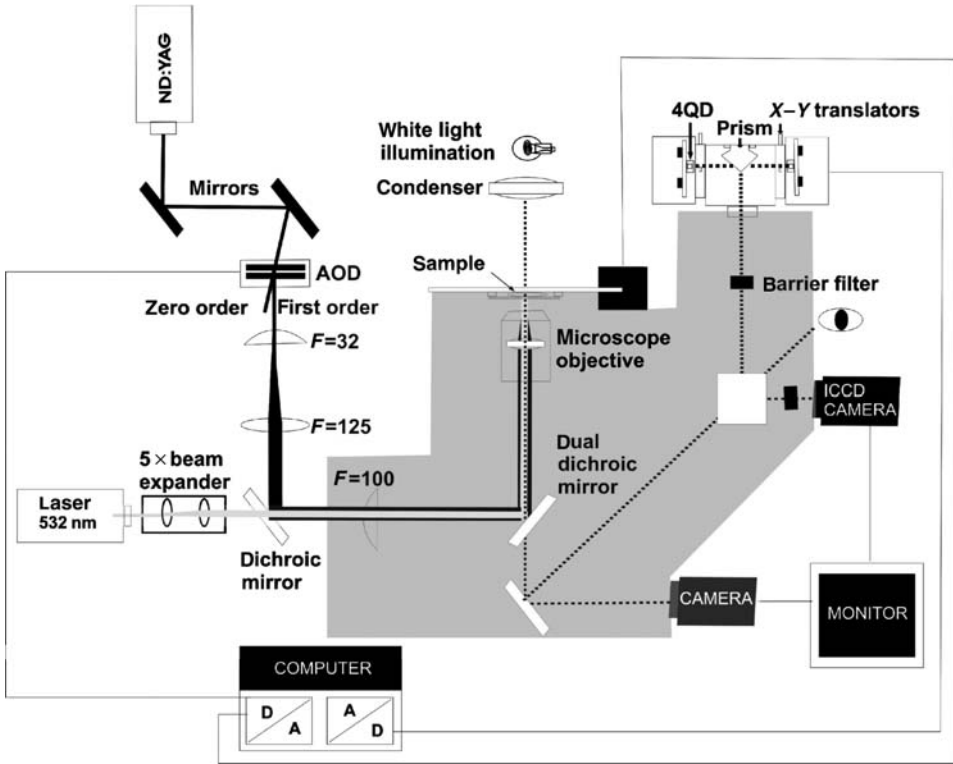 ND:YAG
4QD
X–Y translators
Prism
White light
illumination
Condenser
Mirrors
AOD
Sample
Zero order
First order
Barrier filter
F=32
Microscope
objective
ICCD
CAMERA
F=125
Dual
dichroic
mirror
5×beam
expander
F=100
Laser
532 nm
Dichroic
mirror
CAMERA
MONITOR
COMPUTER
D
A
A
D